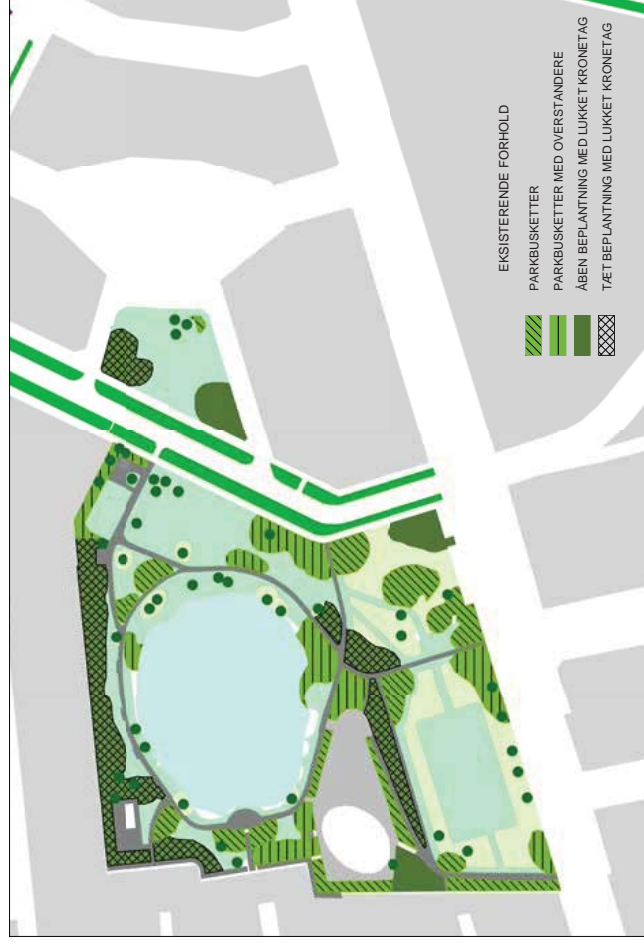 EKSISTERENDE FORHOLD
PARKBUSKETTER
PARKBUSKETTER MED OVERSTANDERE
ÅBEN BEPLANTNING MED LUKKET KRONETAG
TÆT BEPLANTNING MED LUKKET KRONETAG